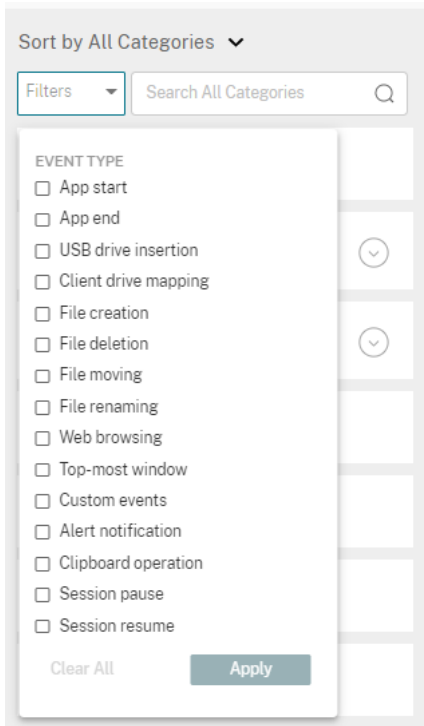 Sort by All Categories
Filters
Search All Categories
EVENT TYPE
App start
App end
USB drive insertion
Client drive mapping
File creation
File deletion
File moving
File renaming
Web browsing
Top-most window
Custom events
Alert notification
Clipboard operation
Session pause
Session resume
Clear All
Apply